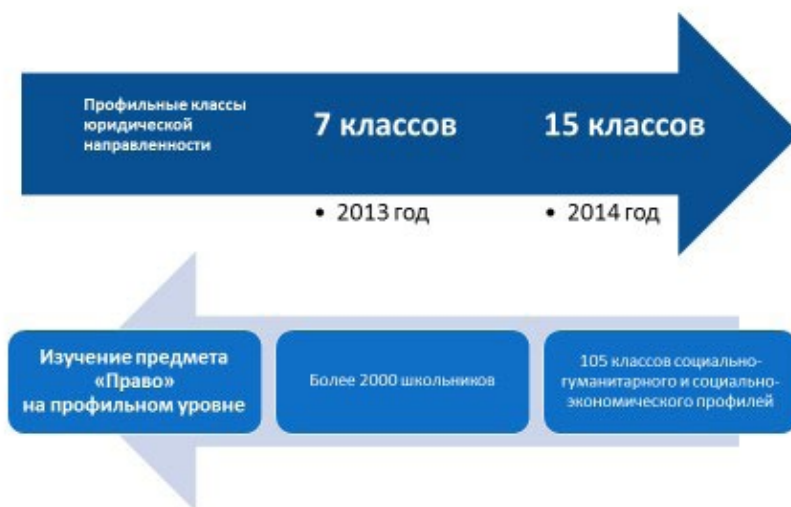 Профильные классы
юридической
направленности
7 классов
15 классов
• 2013 год
• 2014 год
Изучение предмета
«Право»
на профильном уровне
Более 2000 школьников
105 классов социально-
гуманитарного и социально-
экономического профилей